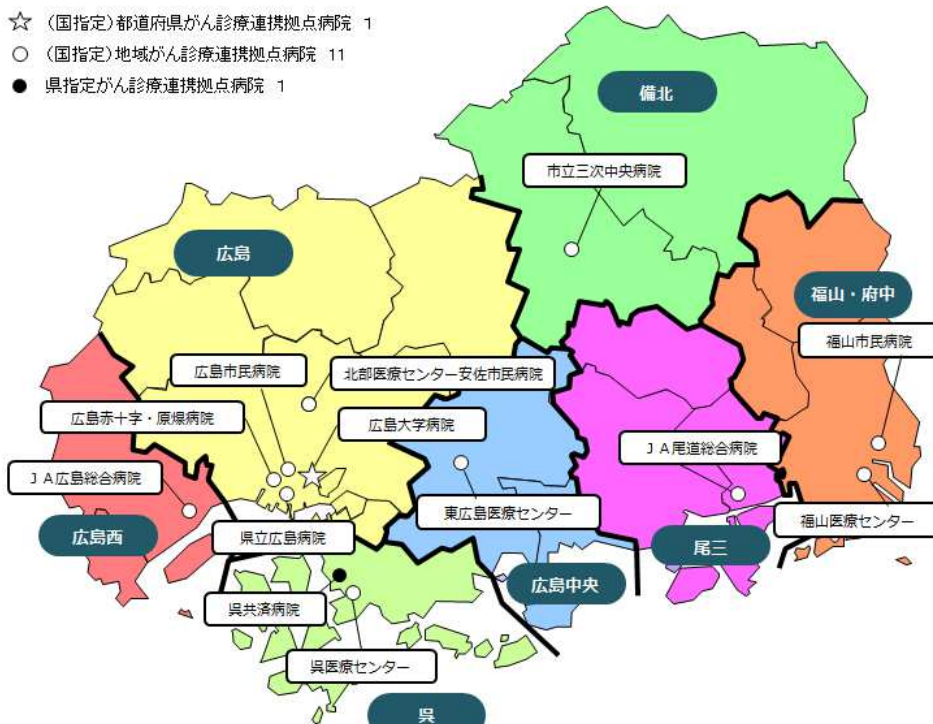 ☆ (国指定)都道府県がん診療連携拠点病院 1
○ (国指定)地域がん診療連携拠点病院 11
● 県指定がん診療連携拠点病院 1
備北
市立三次中央病院
広島
福山・府中
福山市民病院
広島市民病院
北部医療センター安佐市民病院
広島赤十字・原爆病院
広島大学病院
JA広島総合病院
JA尾道総合病院
東広島医療センター
福山医療センター
県立広島病院
広島西
尾三
広島中央
呉共済病院
呉医療センター
呉